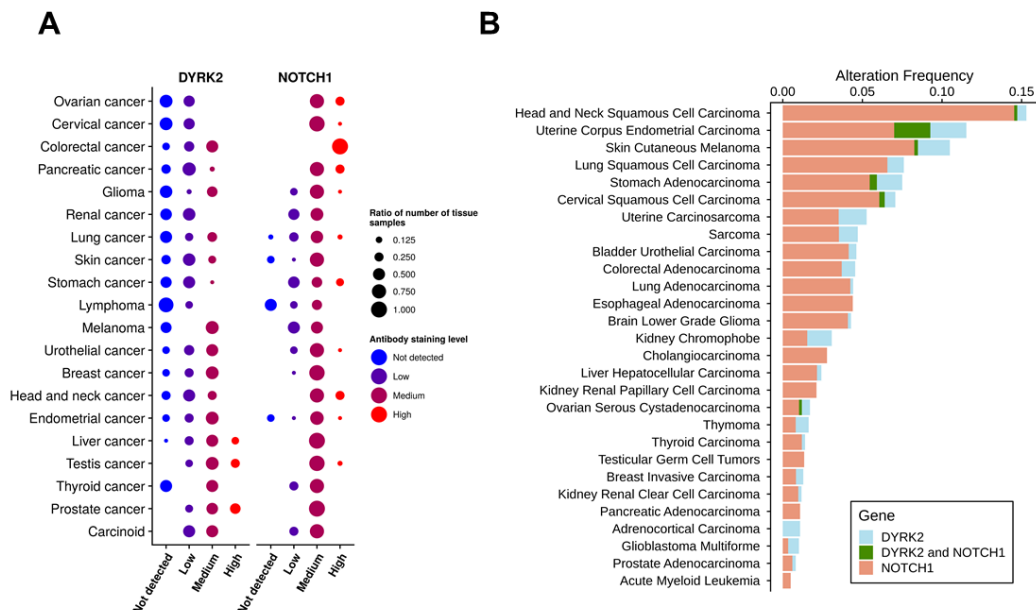 A
DYRK2 NOTCH1
Ovarian cancer
Cervical cancer
Colorectal cancer
Pancreatic cancer
Glioma
Renal cancer
Lung cancer
Skin cancer
Stomach cancer
Lymphoma
Melanoma
Urothelial cancer
Breast cancer
Head and neck cancer
Endometrial cancer
Liver cancer
Testis cancer
Thyroid cancer
Prostate cancer
Carcinoid
Not detected Low Medium High Not detected Low Medium High
Ratio of number of tissue
samples
0.125
0.250
0.500
0.750
1.000
Antibody staining level
Not detected
Low
Medium
High
B
Alteration Frequency
0.00 0.05 0.10 0.15
Head and Neck Squamous Cell Carcinoma
Uterine Corpus Endometrial Carcinoma
Skin Cutaneous Melanoma
Lung Squamous Cell Carcinoma
Stomach Adenocarcinoma
Cervical Squamous Cell Carcinoma
Uterine Carcinosarcoma
Sarcoma
Bladder Urothelial Carcinoma
Colorectal Adenocarcinoma
Lung Adenocarcinoma
Esophageal Adenocarcinoma
Brain Lower Grade Glioma
Kidney Chromophobe
Cholangiocarcinoma
Liver Hepatocellular Carcinoma
Kidney Renal Papillary Cell Carcinoma
Ovarian Serous Cystadenocarcinoma
Thymoma
Thyroid Carcinoma
Testicular Germ Cell Tumors
Breast Invasive Carcinoma
Kidney Renal Clear Cell Carcinoma
Pancreatic Adenocarcinoma
Adrenocortical Carcinoma
Glioblastoma Multiforme
Prostate Adenocarcinoma
Acute Myeloid Leukemia
Gene
DYRK2
DYRK2 and NOTCH1
NOTCH1